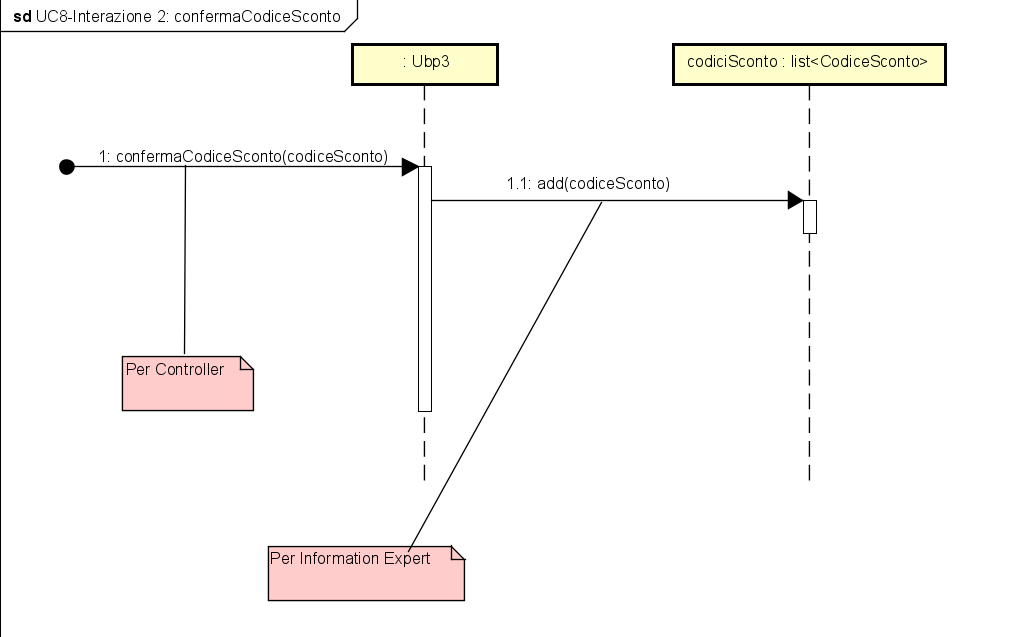 sd UC8-Interazione 2: confermaCodiceSconto
: Ubp3
codiciSconto : list<CodiceSconto>
1: confermaCodiceSconto(codiceSconto)
1.1: add(codiceSconto)
Per Controller
Per Information Expert